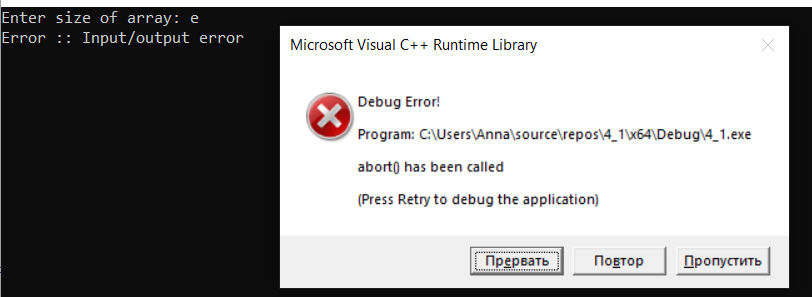 Enter size of array: e
Error :: Input/output error
Microsoft Visual C++ Runtime Library
Debug Error!
Program: C:\Users\Anna\source\repos\4_1\x64\Debug\4_1.exe
abort() has been called
(Press Retry to debug the application)
Прервать Повтор Пропустить